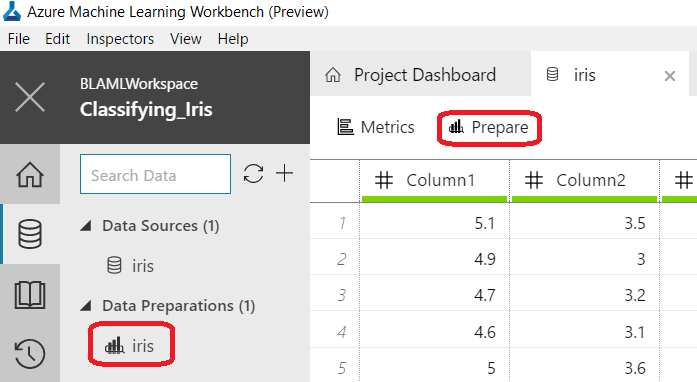 Azure Machine Learning Workbench (Preview)
File Edit Inspectors View Help
BLAMLWorkspace
Classifying_Iris
Search Data
Data Sources (1)
iris
Data Preparations (1)
iris
Project Dashboard iris
Metrics Prepare
# Column1 # Column2 #
1 5.1 3.5
2 4.9 3
3 4.7 3.2
4 4.6 3.1
5 5 3.6